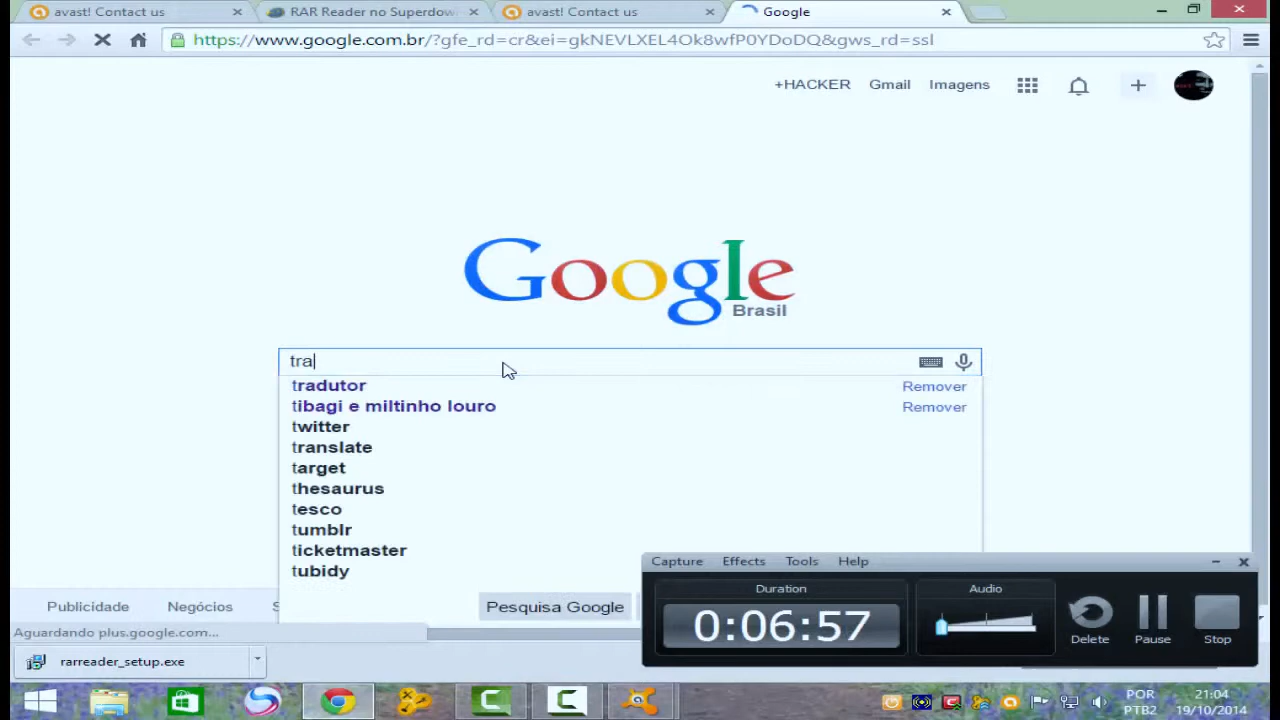 avast! Contact us
RAR Reader no Superdow
avast! Contact us
Google
https://www.google.com.br/?gfe_rd=cr&ei=gkNEVLXEL4Ok8wfP0YDoDQ&gws_rd=ssl
+HACKER Gmail Imagens
Google
Brasil
tra
tradutor Remover
tibagi e miltinho louro Remover
twitter
translate
target
thesaurus
tesco
tumblr
ticketmaster
tubidy
Publicidade Negócios S
Pesquisa Google
Aguardando plus.google.com...
rarreader_setup.exe
Capture Effects Tools Help
Duration
0:06:57
Audio
Delete Pause Stop
POR
PTB2
21:04
19/10/2014